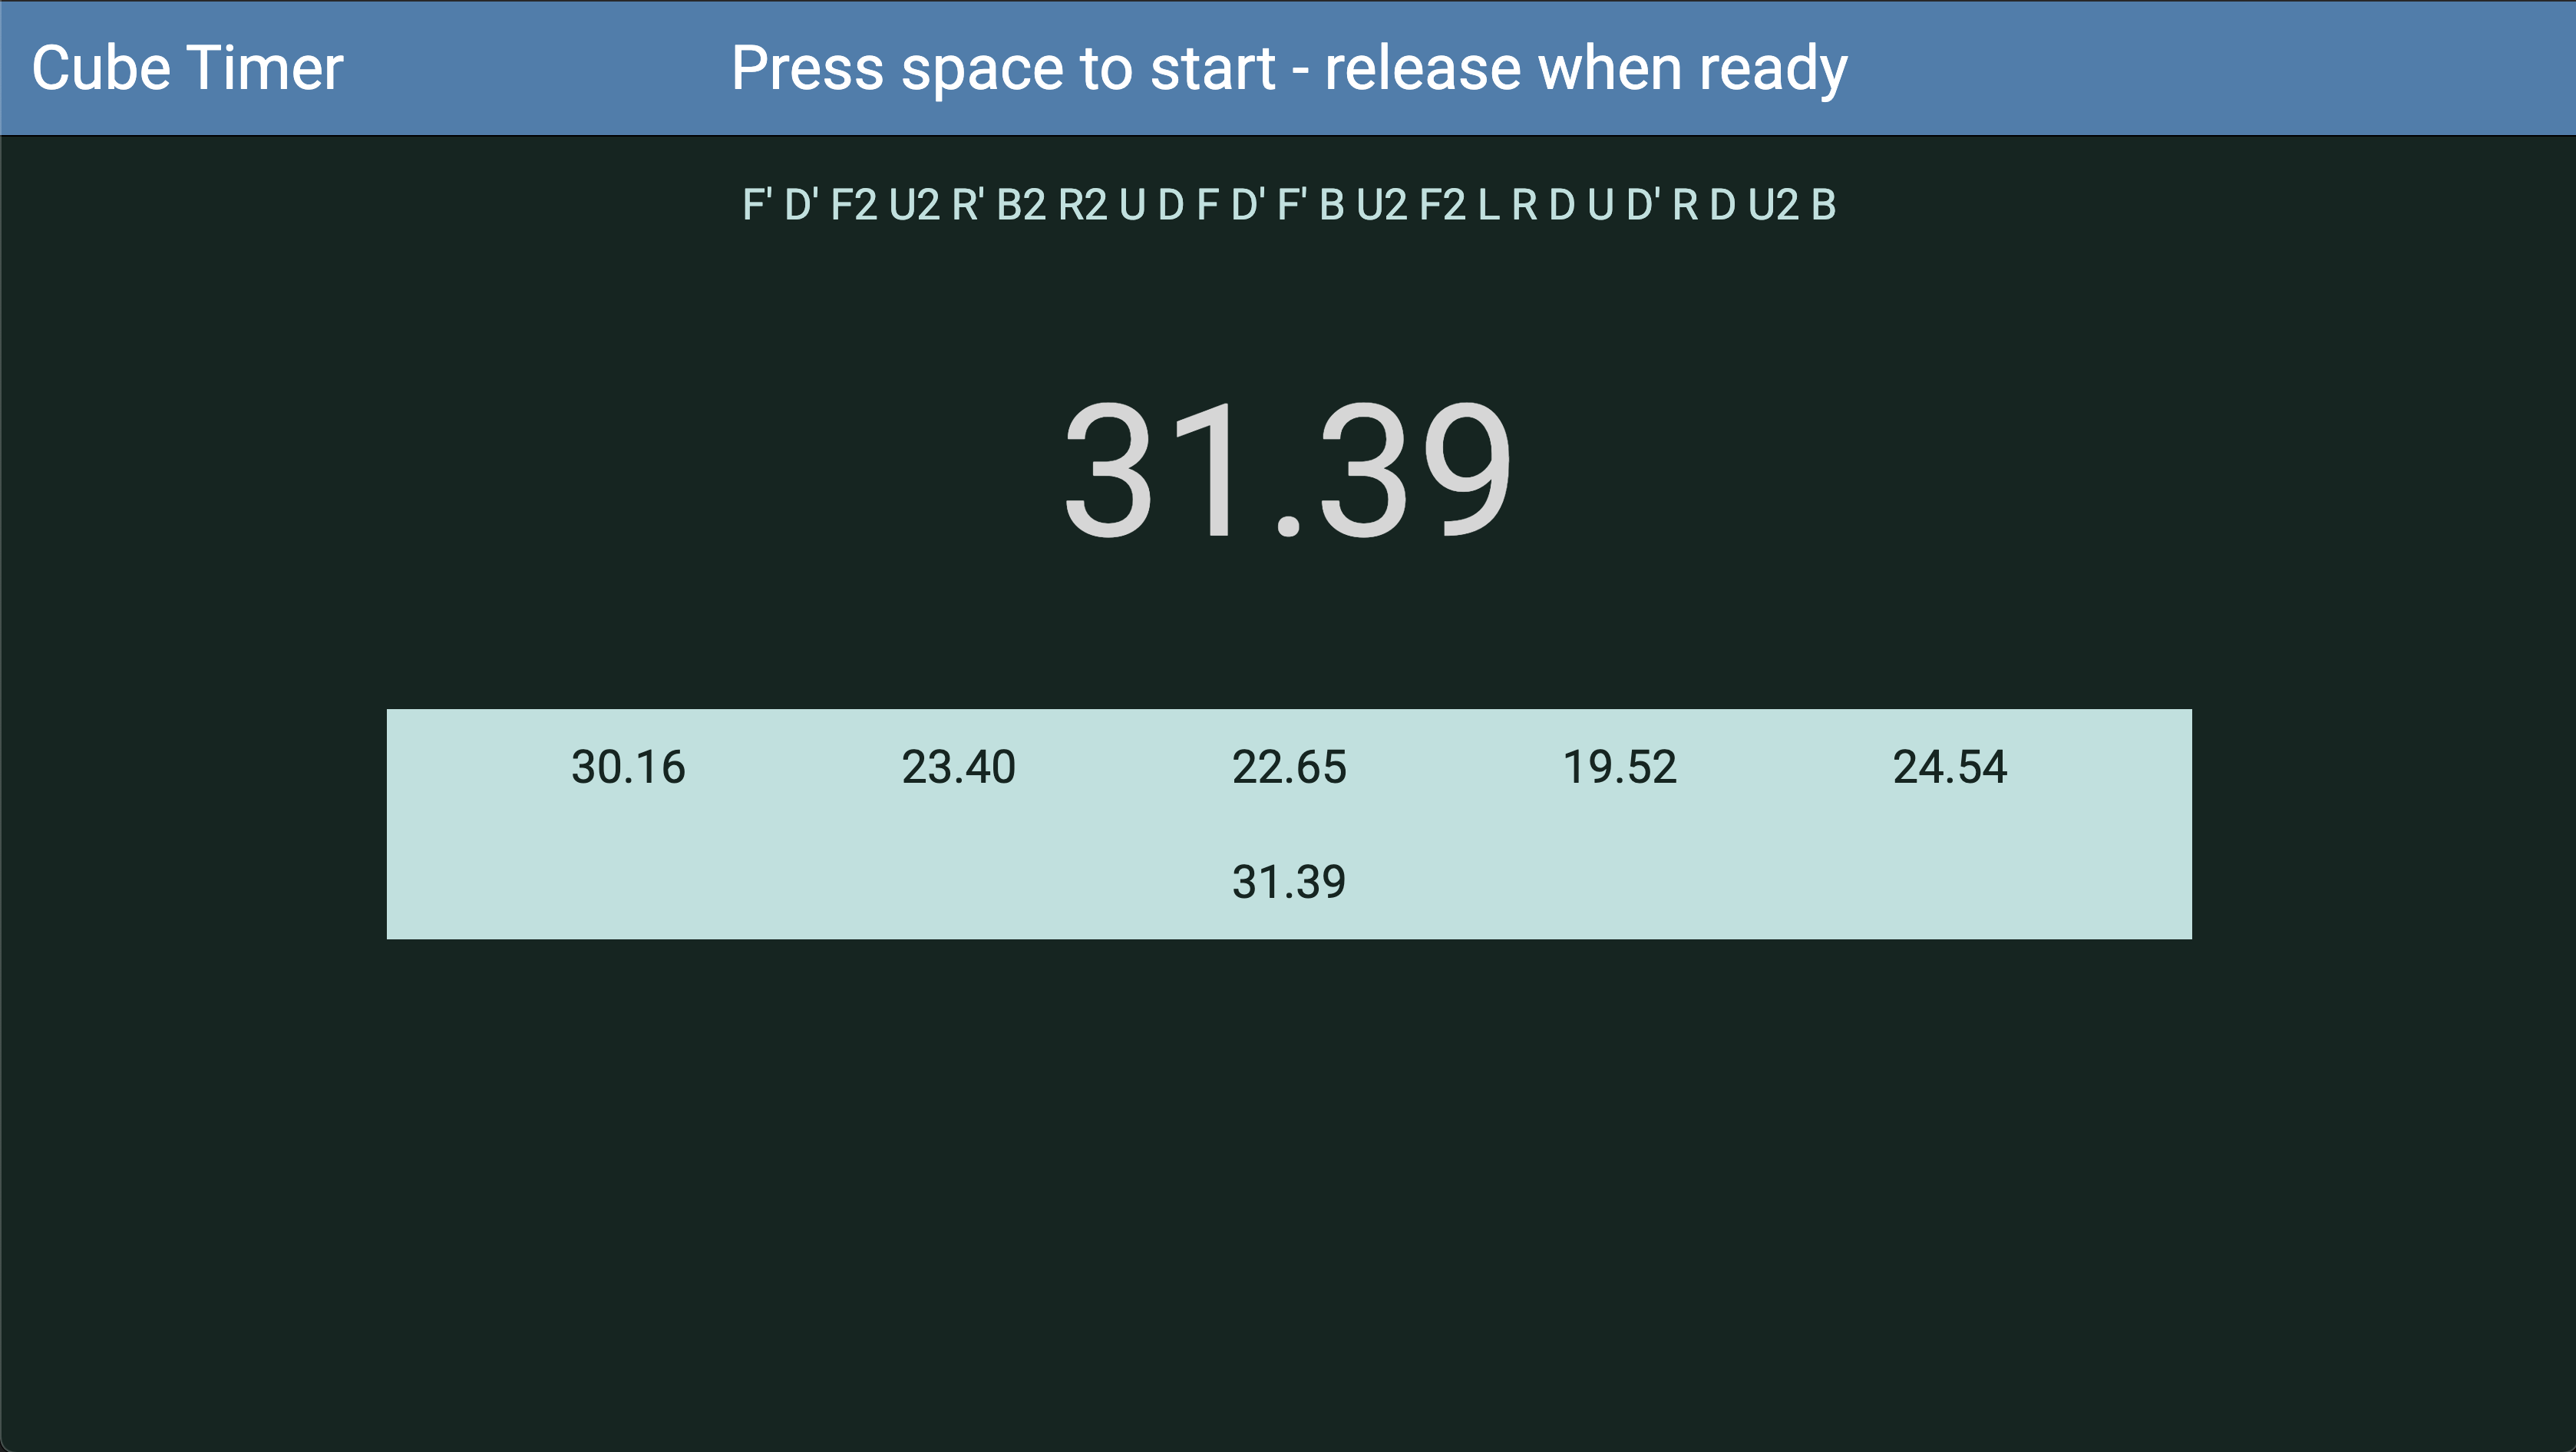 Cube Timer
Press space to start - release when ready
F' D' F2 U2 R' B2 R2 U D F D' F' B U2 F2 L R D U D' R D U2 B
31.39
30.16 23.40 22.65 19.52 24.54
31.39